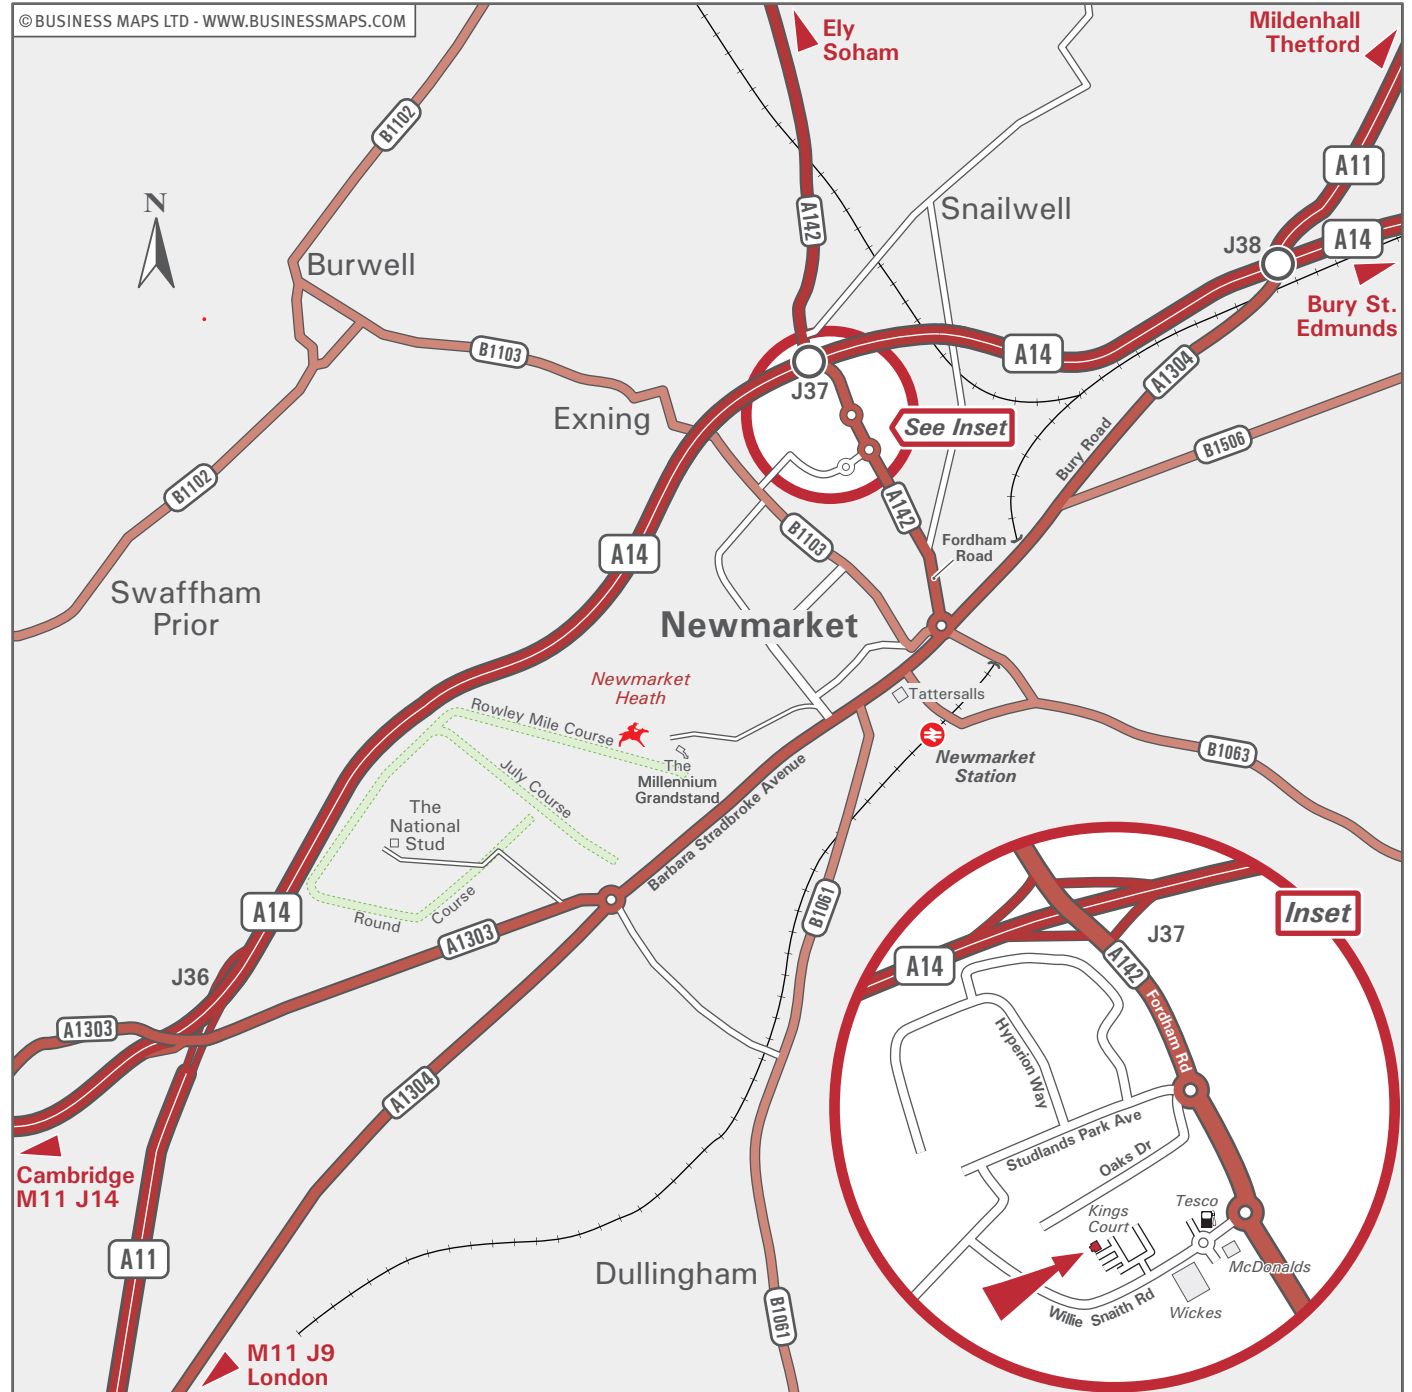 © BUSINESS MAPS LTD - WWW.BUSINESSMAPS.COM
Ely
Soham
Mildenhall
Thetford
B1102
A11
N
A142
Snailwell
J38
A14
Burwell
Bury St.
Edmunds
B1103
A14
A1304
J37
Exning
See Inset
Bury Road
B1506
B1102
A142
B1103
Fordham
Road
A14
Swaffham
Prior
Newmarket
Newmarket
Heath
Tattersalls
Rowley Mile Course
Newmarket
Station
B1063
The
Millennium
Grandstand
July Course
The
National
Stud
Barbara Stradbroke Avenue
A14
Round
Course
B1061
A1303
J36
A1303
A1304
Cambridge
M11 J14
A11
Dullingham
B1061
M11 J9
London
Inset
J37
A14
A142
Fordham Rd
Hyperion Way
Studlands Park Ave
Oaks Dr
Tesco
Kings
Court
McDonalds
Willie Snaith Rd
Wickes